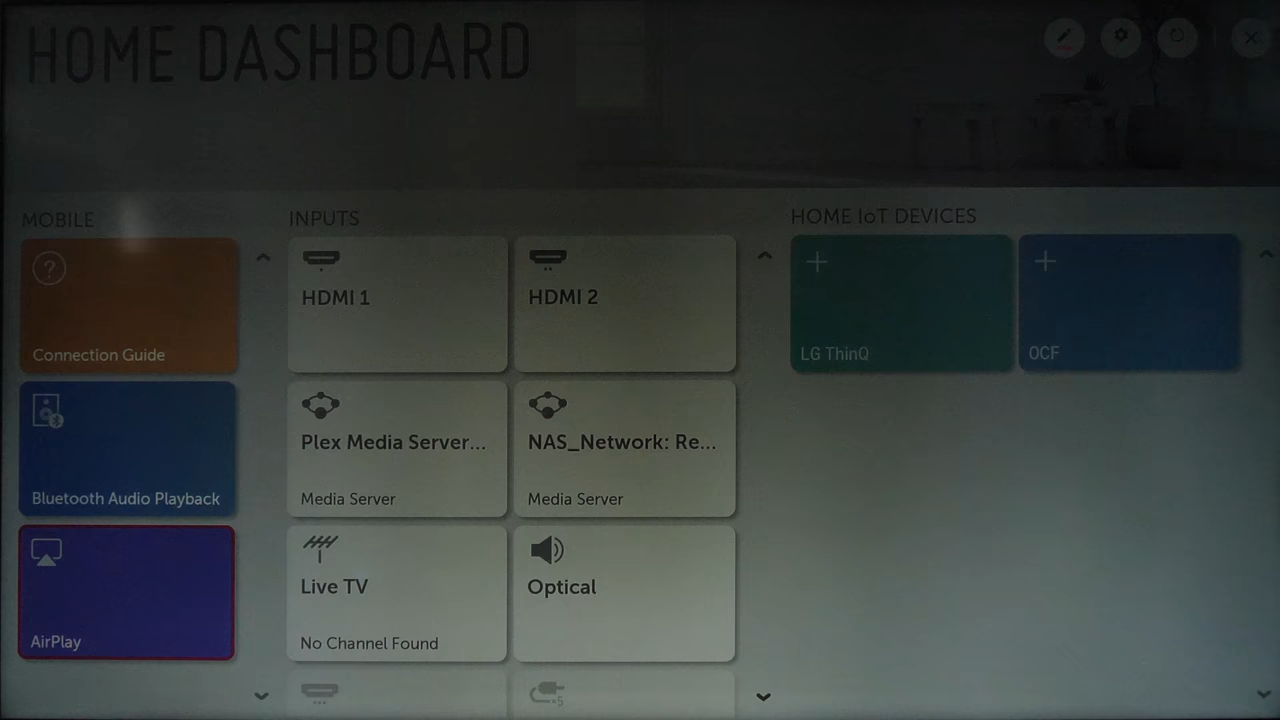 HOME DASHBOARD
MOBILE
INPUTS
HOME IoT DEVICES
Connection Guide
HDMI 1
HDMI 2
LG ThinQ
OCF
Bluetooth Audio Playback
Plex Media Server...
Media Server
NAS_Network: Re...
Media Server
AirPlay
Live TV
No Channel Found
Optical
×5